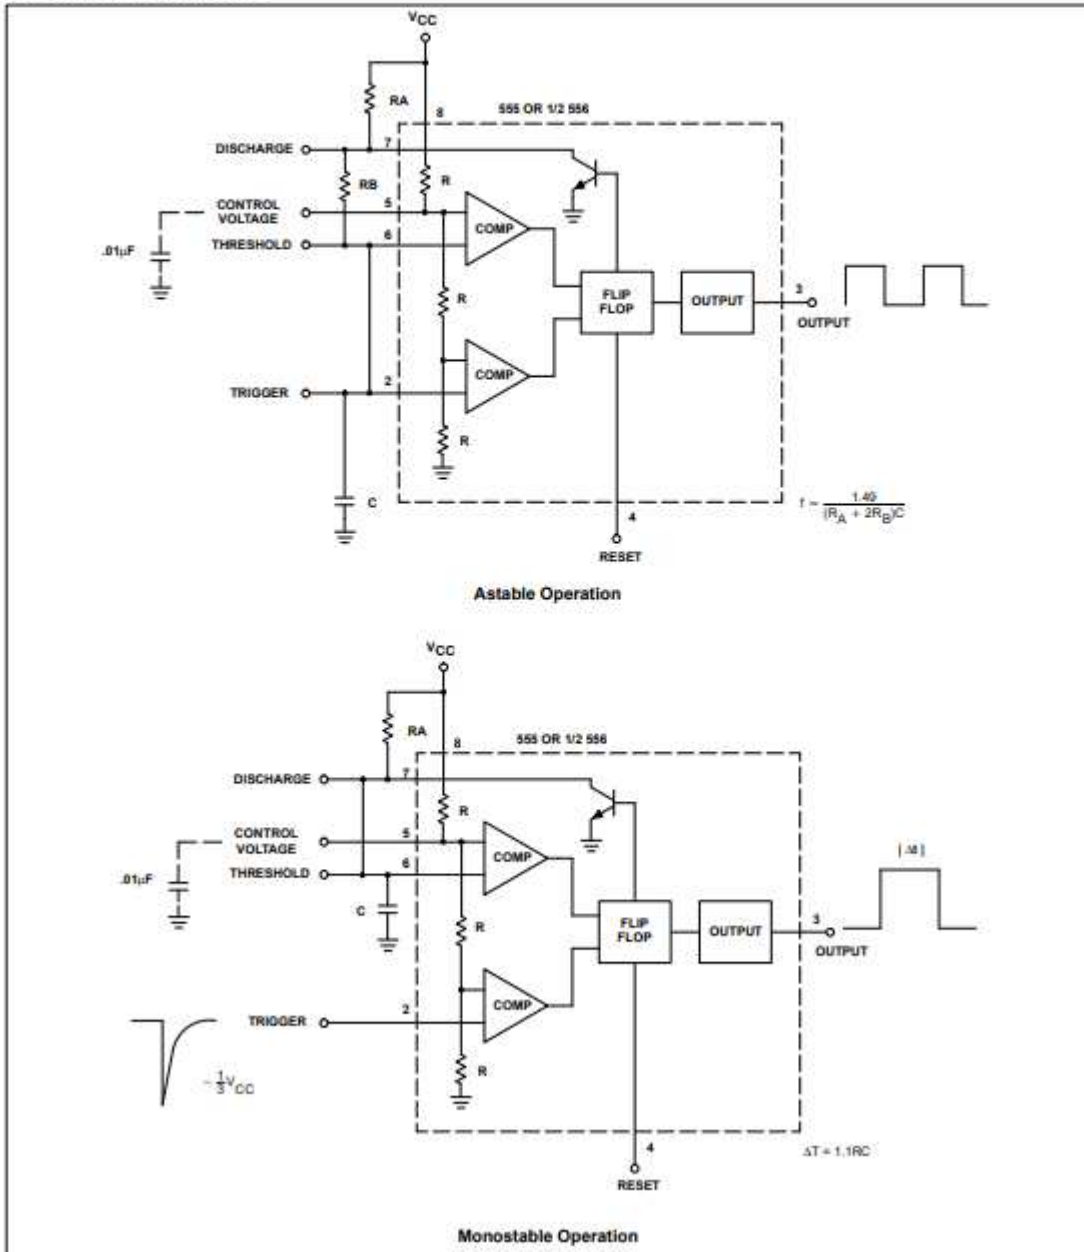 VCC
RA
8
555 OR 1/2 556
DISCHARGE
7
RB
R
CONTROL
VOLTAGE
5
.01µF
THRESHOLD
6
COMP
R
FLIP
FLOP
OUTPUT
3
OUTPUT
COMP
TRIGGER
2
R
C
4
RESET
f ~ 1.49
(RA + 2RB)C
Astable Operation
VCC
RA
8
555 OR 1/2 556
DISCHARGE
7
R
CONTROL
VOLTAGE
5
.01µF
THRESHOLD
6
COMP
C
R
FLIP
FLOP
OUTPUT
3
OUTPUT
COMP
TRIGGER
2
~ 1/3 VCC
R
4
RESET
ΔT = 1.1RC
Monostable Operation